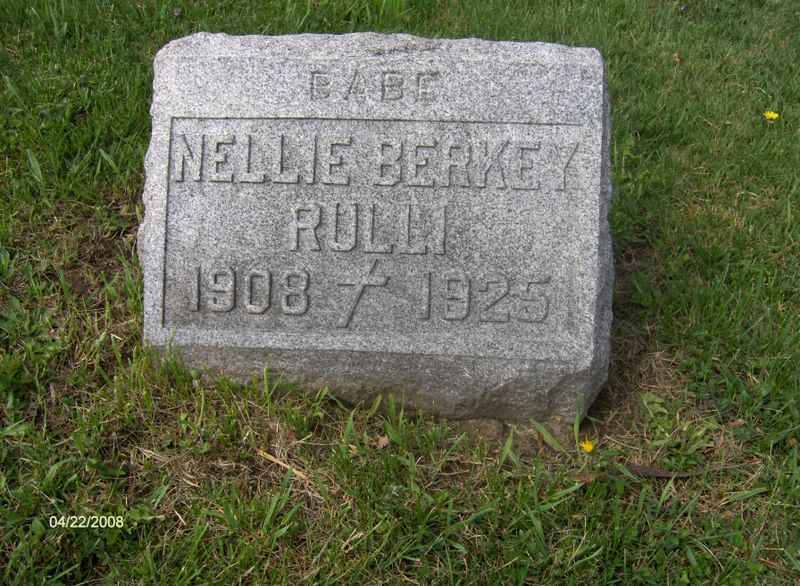 BABE
NELLIE BERKEY
RULLI
1908 1925
04/22/2008